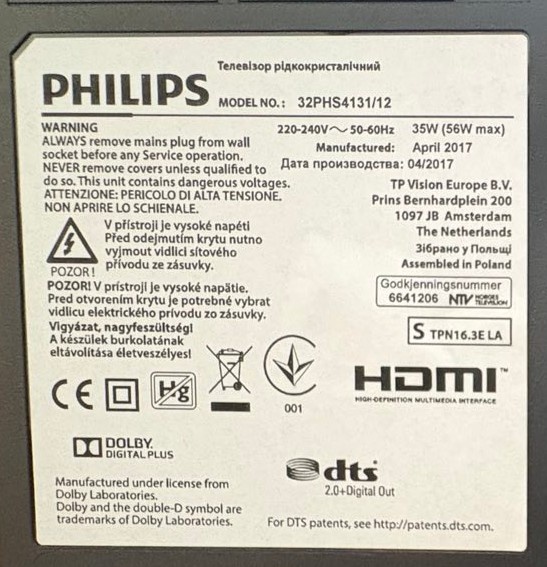 Телевізор рідкокристалічний
PHILIPS MODEL NO.: 32PHS4131/12
WARNING
ALWAYS remove mains plug from wall
socket before any Service operation.
NEVER remove covers unless qualified to
do so. This unit contains dangerous voltages.
ATTENZIONE: PERICOLO DI ALTA TENSIONE.
NON APRIRE LO SCHIENALE.
V přístroji je vysoké napéti
Před odejmutím krytu nutno
vyjmout vidlici síťového
přívodu ze zásuvky.
POZOR!
POZOR! V prístroji je vysoké napätie.
Pred otvorením krytu je potrebné vybrat
vidlicu elektrického prívodu zo zásuvky.
Vigyázat, nagyfeszültség!
A készülek burkolatának
eltávolítása életveszélyes!
220-240V～ 50-60Hz 35W (56W max)
Manufactured: April 2017
Дата производства: 04/2017
TP Vision Europe B.V.
Prins Bernhardplein 200
1097 JB Amsterdam
The Netherlands
Зібрано у Польщі
Assembled in Poland
Godkjenningsnummer
6641206 NTV NORGES TELEVISJON
S TPN16.3E LA
CE Hg
001
HDMI™
HIGH-DEFINITION MULTIMEDIA INTERFACE
DOLBY
DIGITAL PLUS
dts
2.0+Digital Out
Manufactured under license from
Dolby Laboratories.
Dolby and the double-D symbol are
trademarks of Dolby Laboratories.
For DTS patents, see http://patents.dts.com.